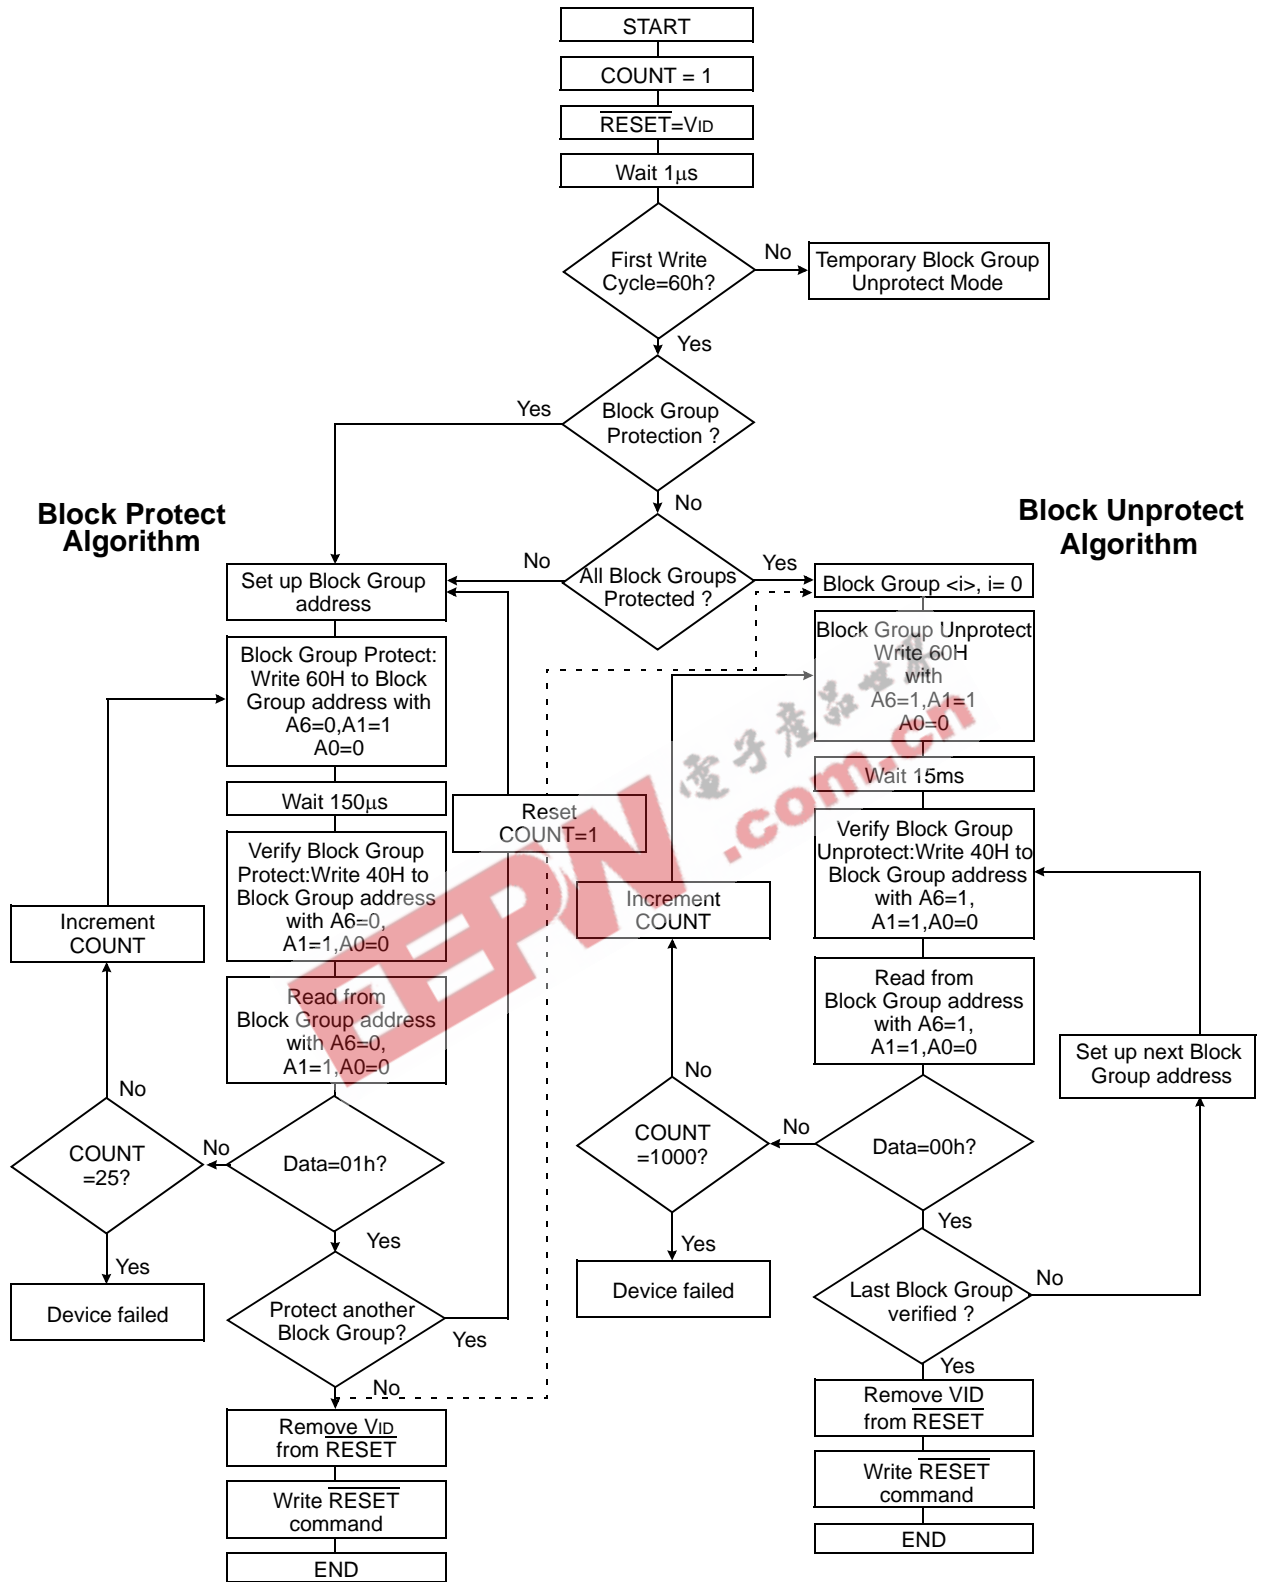 START
COUNT = 1
RESET=VID
Wait 1μs
First Write
Cycle=60h?
No
Temporary Block Group
Unprotect Mode
Yes
Block Group
Protection ?
Yes
No
Block Protect
Algorithm
Block Unprotect
Algorithm
All Block Groups
Protected ?
No
Yes
Set up Block Group
address
Block Group Protect:
Write 60H to Block
Group address with
A6=0,A1=1
A0=0
Wait 150μs
Reset
COUNT=1
Verify Block Group
Protect:Write 40H to
Block Group address
with A6=0,
A1=1,A0=0
Increment
COUNT
Read from
Block Group address
with A6=0,
A1=1,A0=0
No
COUNT
=25?
No
Data=01h?
Yes
Yes
Device failed
Protect another
Block Group?
Yes
No
Remove VID
from RESET
Write RESET
command
END
Block Group <i>, i= 0
Block Group Unprotect
Write 60H
with
A6=1,A1=1
A0=0
Wait 15ms
Verify Block Group
Unprotect:Write 40H to
Block Group address
with A6=1,
A1=1,A0=0
Increment
COUNT
Read from
Block Group address
with A6=1,
A1=1,A0=0
Set up next Block
Group address
No
COUNT
=1000?
No
Data=00h?
Yes
Yes
Device failed
Last Block Group
verified ?
No
Yes
Remove VID
from RESET
Write RESET
command
END
EEPW
.com.cn
電子產品世界